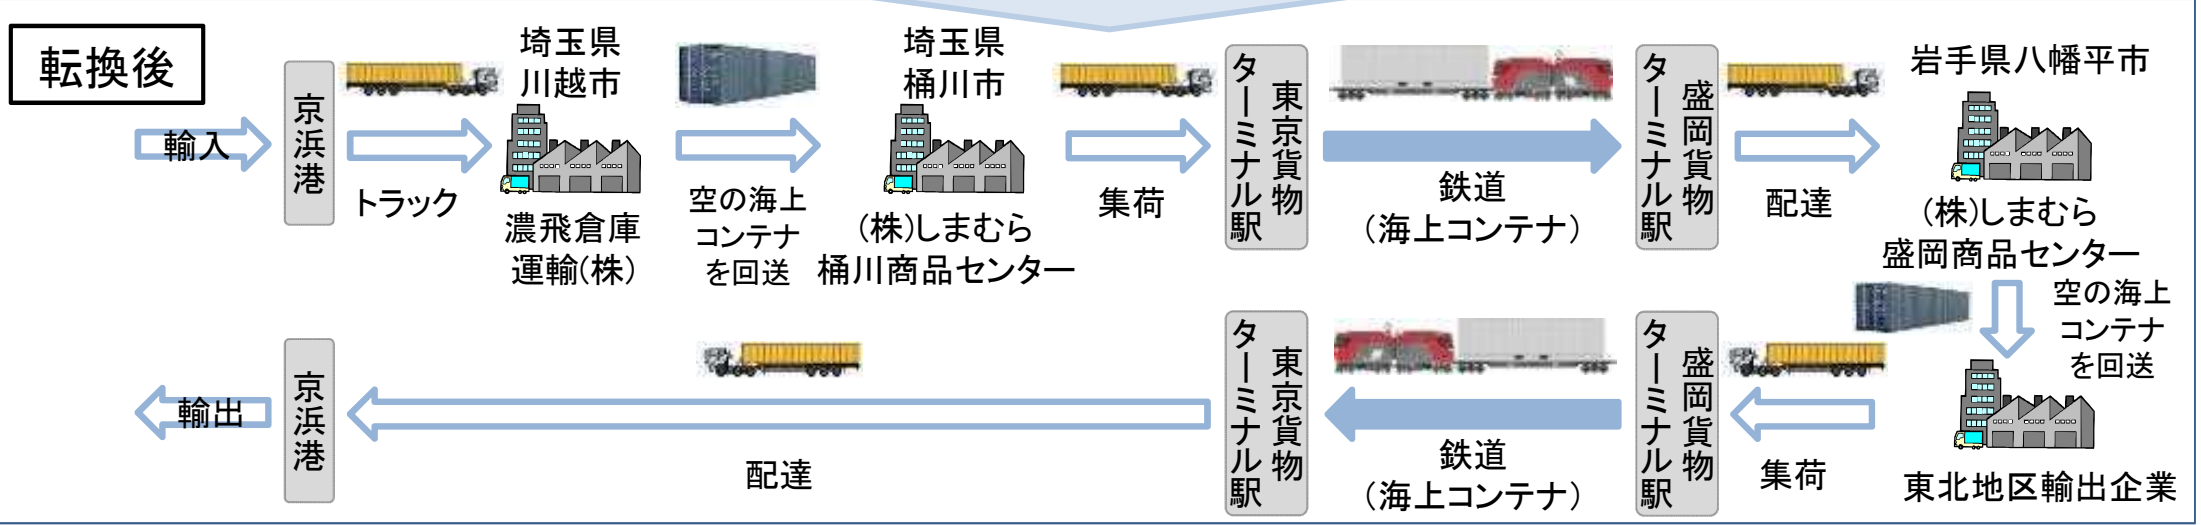 転換後
輸入
京浜港
トラック
埼玉県
川越市
濃飛倉庫
運輸(株)
空の海上
コンテナ
を回送
埼玉県
桶川市
(株)しまむら
桶川商品センター
集荷
東京貨物
ターミナル駅
鉄道
(海上コンテナ)
盛岡貨物
ターミナル駅
配達
岩手県八幡平市
(株)しまむら
盛岡商品センター
空の海上
コンテナ
を回送
東北地区輸出企業
集荷
盛岡貨物
ターミナル駅
鉄道
(海上コンテナ)
東京貨物
ターミナル駅
配達
京浜港
輸出